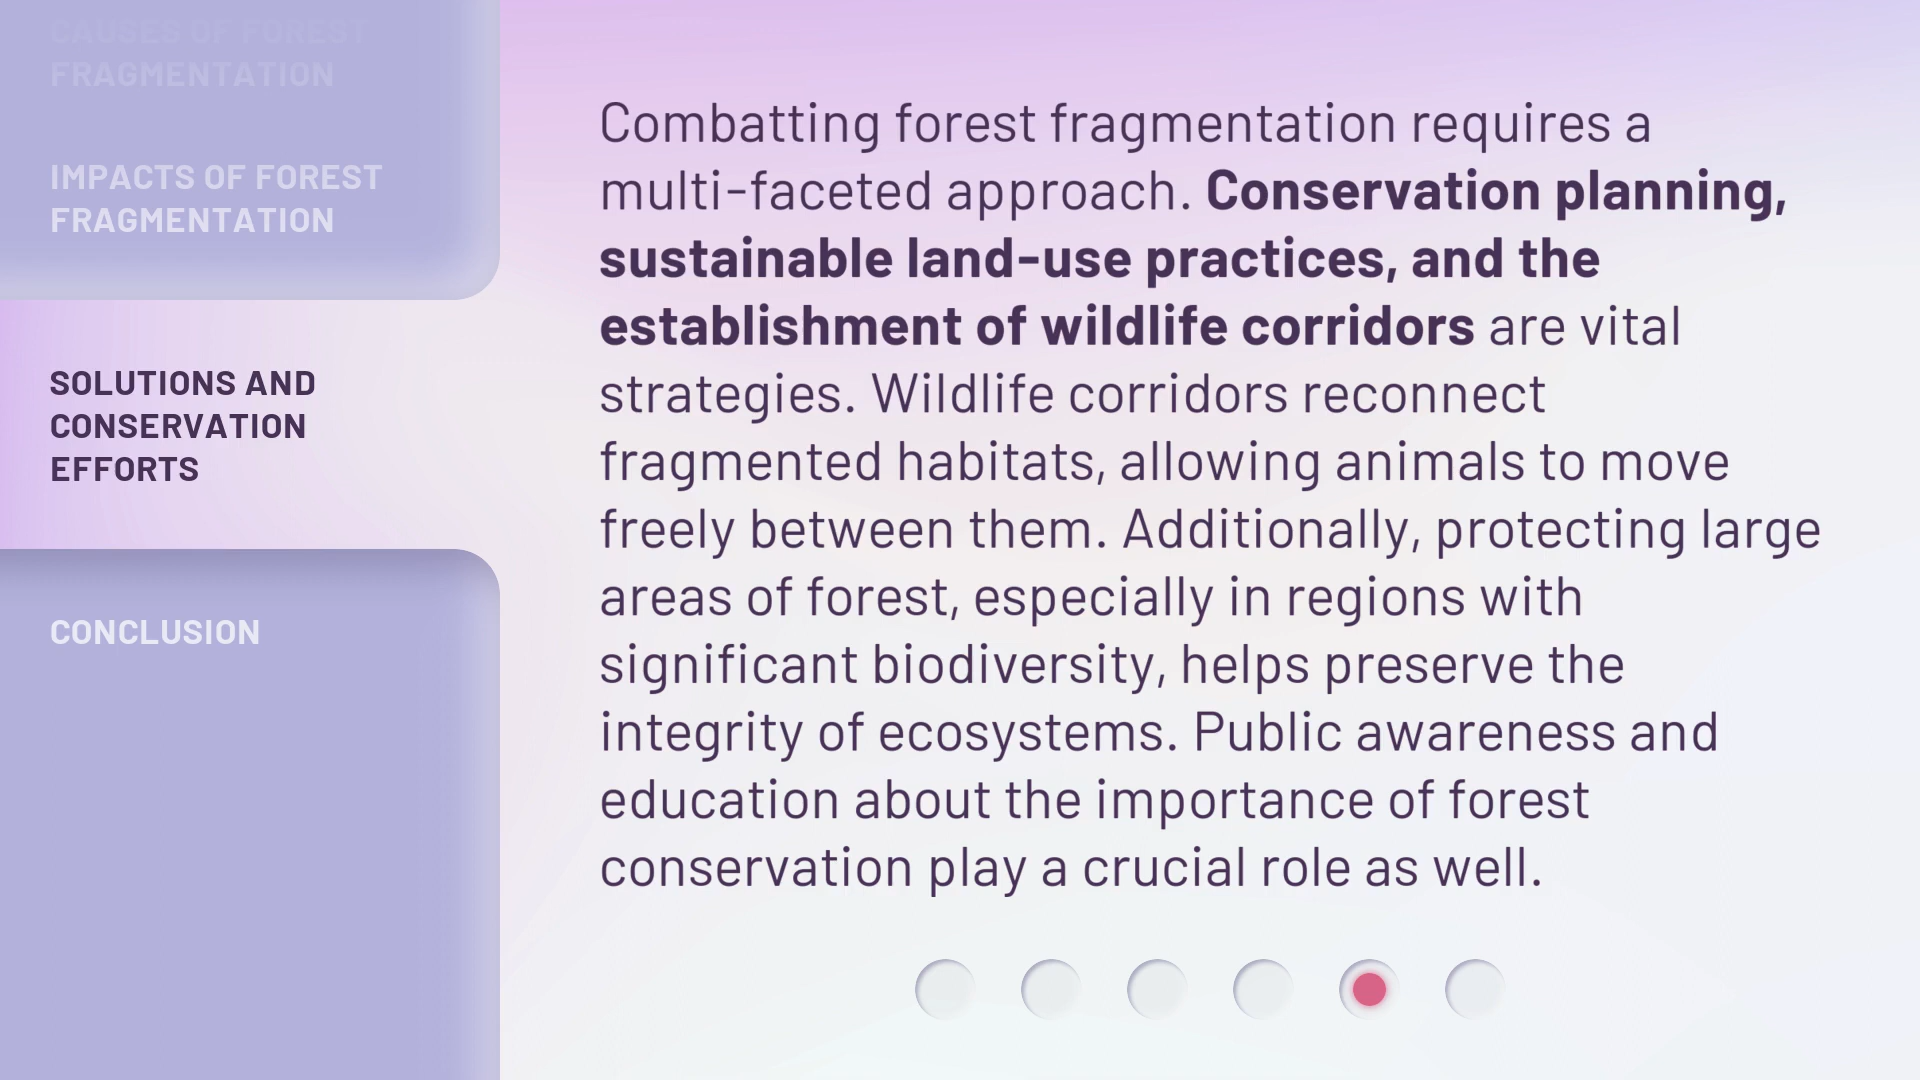 CAUSES OF FOREST
FRAGMENTATION
IMPACTS OF FOREST
FRAGMENTATION
SOLUTIONS AND
CONSERVATION
EFFORTS
CONCLUSION
Combatting forest fragmentation requires a
multi-faceted approach. Conservation planning,
sustainable land-use practices, and the
establishment of wildlife corridors are vital
strategies. Wildlife corridors reconnect
fragmented habitats, allowing animals to move
freely between them. Additionally, protecting large
areas of forest, especially in regions with
significant biodiversity, helps preserve the
integrity of ecosystems. Public awareness and
education about the importance of forest
conservation play a crucial role as well.